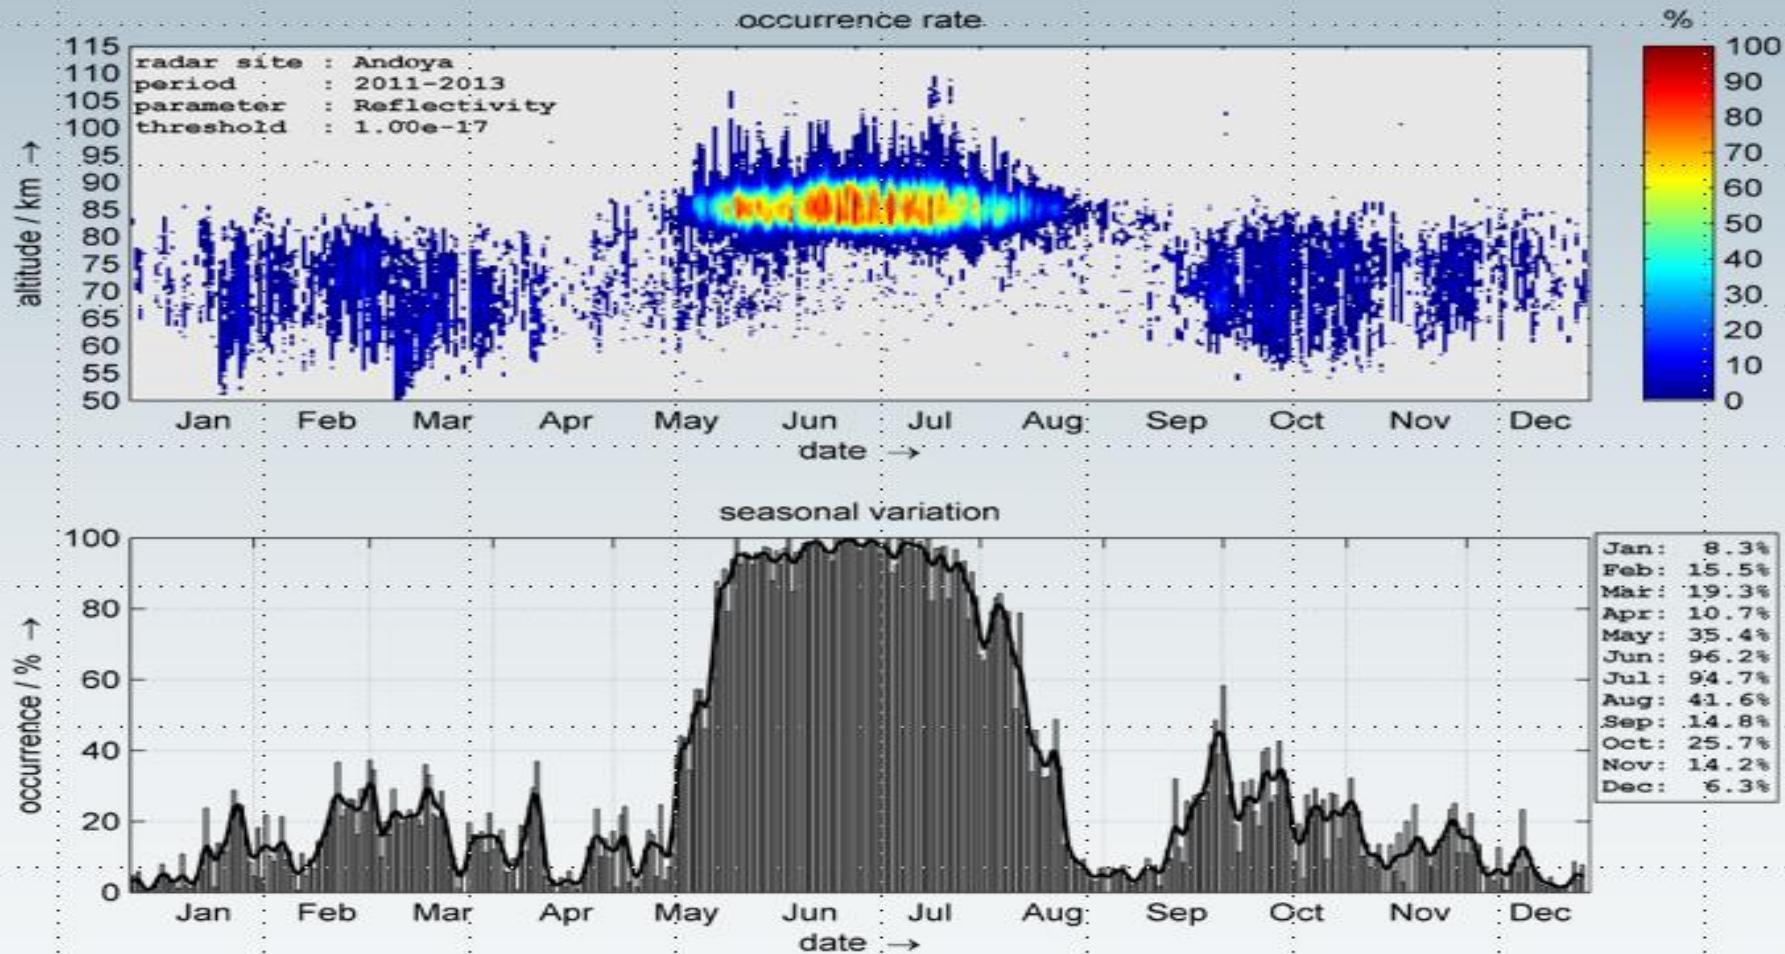 occurrence rate
%
radar site : Andoya
period : 2011-2013
parameter : Reflectivity
threshold : 1.00e-17
115
110
105
100
95
90
85
80
75
70
65
60
55
50
altitude / km →
Jan Feb Mar Apr May Jun Jul Aug Sep Oct Nov Dec
date →
100
90
80
70
60
50
40
30
20
10
0
seasonal variation
100
80
60
40
20
0
occurrence / % →
Jan Feb Mar Apr May Jun Jul Aug Sep Oct Nov Dec
date →
Jan: 8.3%
Feb: 15.5%
Mar: 19.3%
Apr: 10.7%
May: 35.4%
Jun: 96.2%
Jul: 94.7%
Aug: 41.6%
Sep: 14.8%
Oct: 25.7%
Nov: 14.2%
Dec: 6.3%